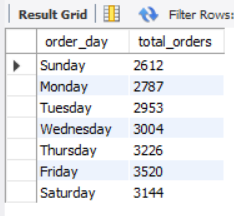 Result Grid Filter Rows:
order_day total_orders
Sunday 2612
Monday 2787
Tuesday 2953
Wednesday 3004
Thursday 3226
Friday 3520
Saturday 3144